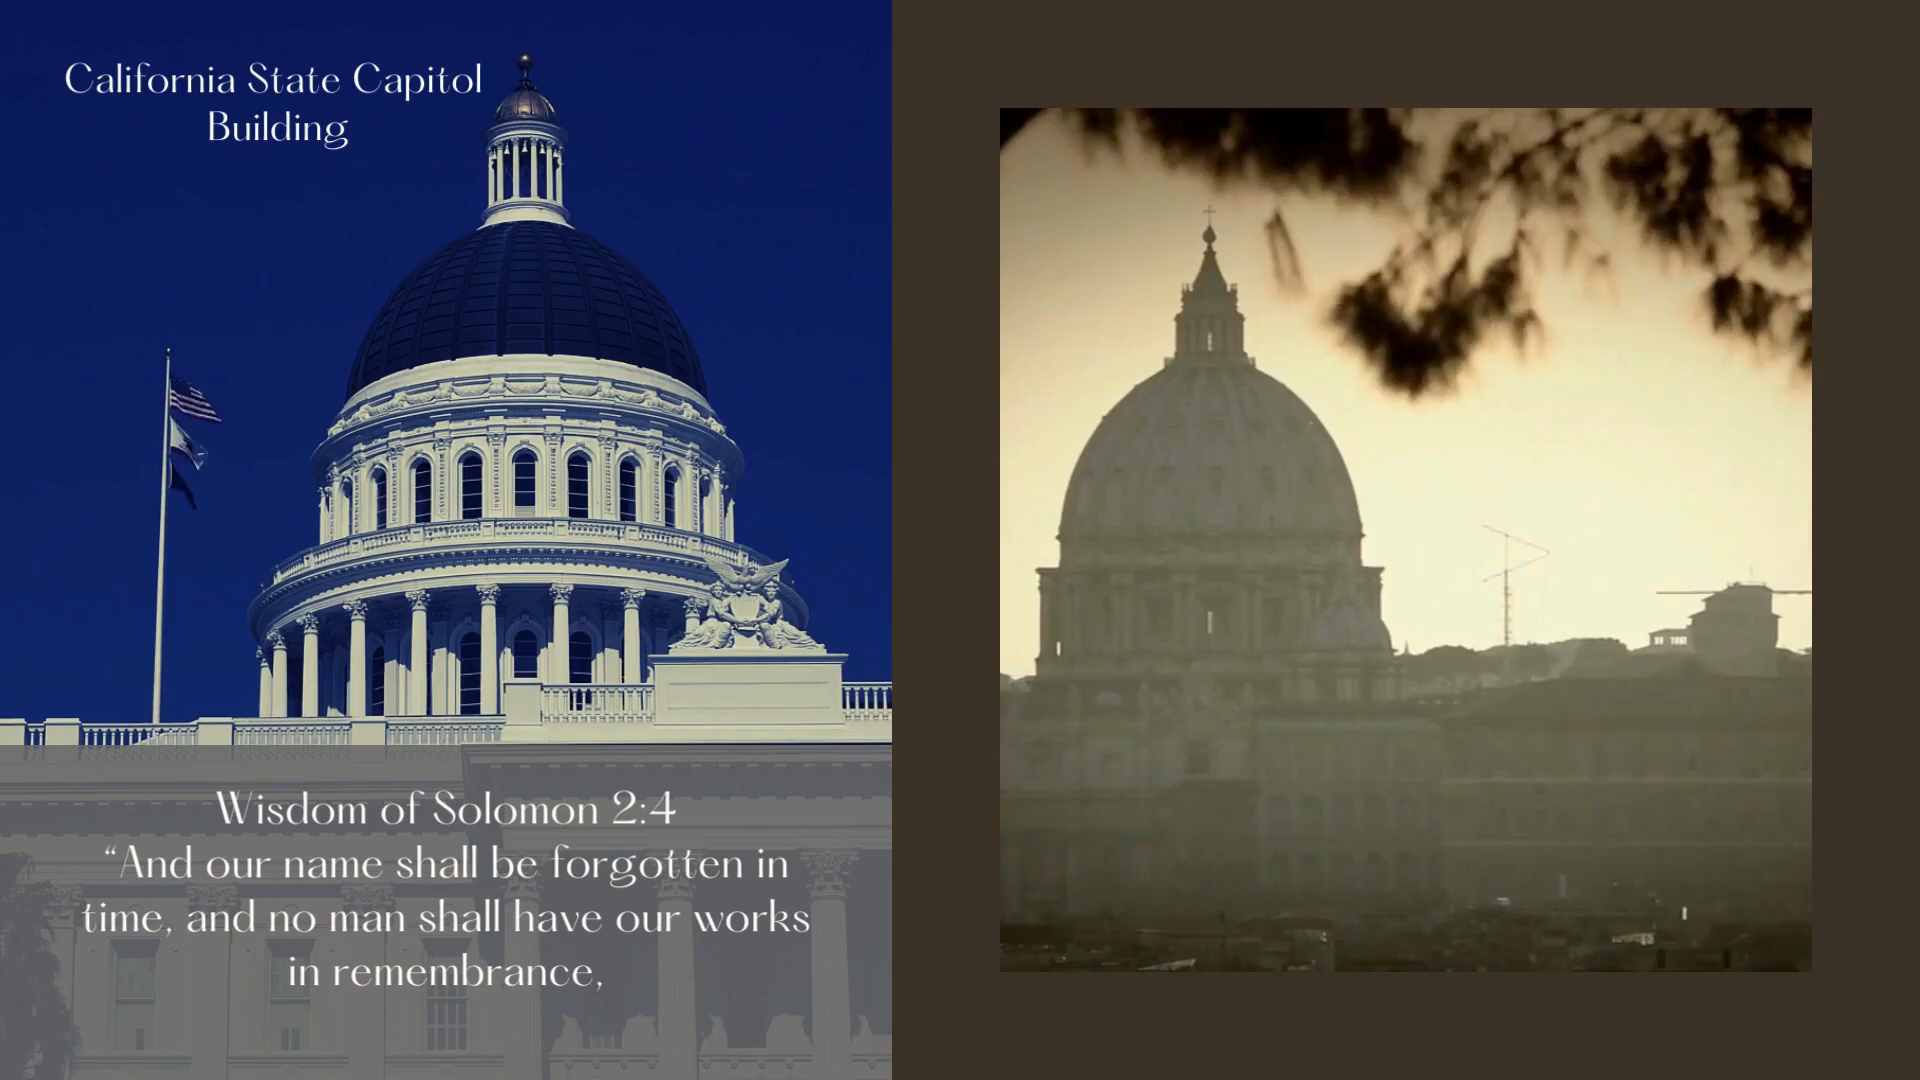 California State Capitol
Building
Wisdom of Solomon 2:4
“And our name shall be forgotten in
time, and no man shall have our works
in remembrance,